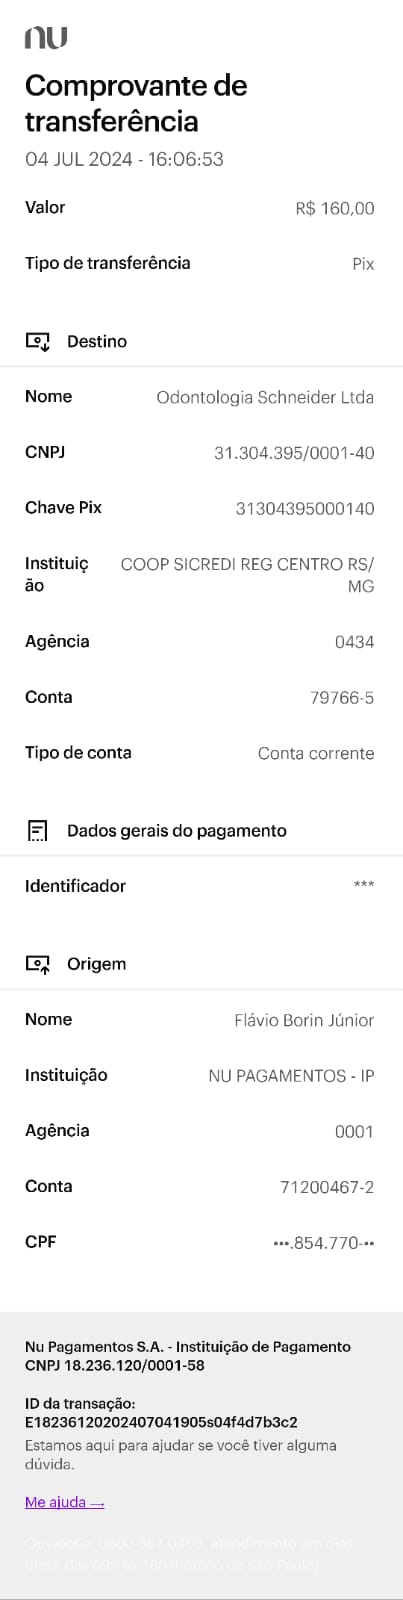 nu
Comprovante de
transferência
04 JUL 2024 - 16:06:53
Valor R$ 160,00
Tipo de transferência Pix
Destino
Nome Odontologia Schneider Ltda
CNPJ 31.304.395/0001-40
Chave Pix 31304395000140
Instituiç COOP SICREDI REG CENTRO RS/
ão MG
Agência 0434
Conta 79766-5
Tipo de conta Conta corrente
Dados gerais do pagamento
Identificador ***
Origem
Nome Flávio Borin Júnior
Instituição NU PAGAMENTOS - IP
Agência 0001
Conta 71200467-2
CPF •••.854.770-••
Nu Pagamentos S.A. - Instituição de Pagamento
CNPJ 18.236.120/0001-58
ID da transação:
E18236120202407041905s04f4d7b3c2
Estamos aqui para ajudar se você tiver alguma
dúvida.
Me ajuda →
Ouvidoria: 0800 887 0463, atendimento em dias
úteis, das 09h às 18h (horário de São Paulo).